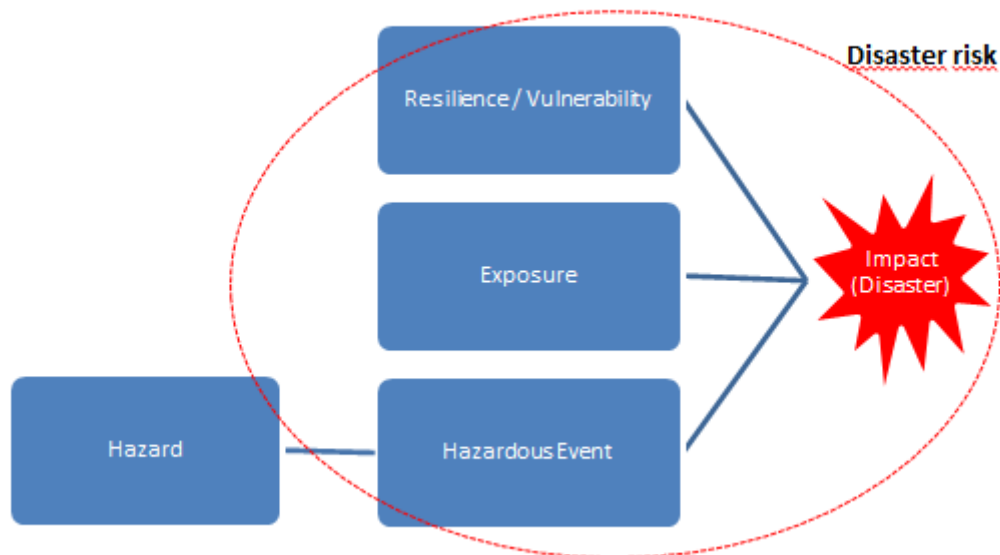 Disaster risk
Resilience / Vulnerability
Exposure
Impact
(Disaster)
Hazard
Hazardous Event